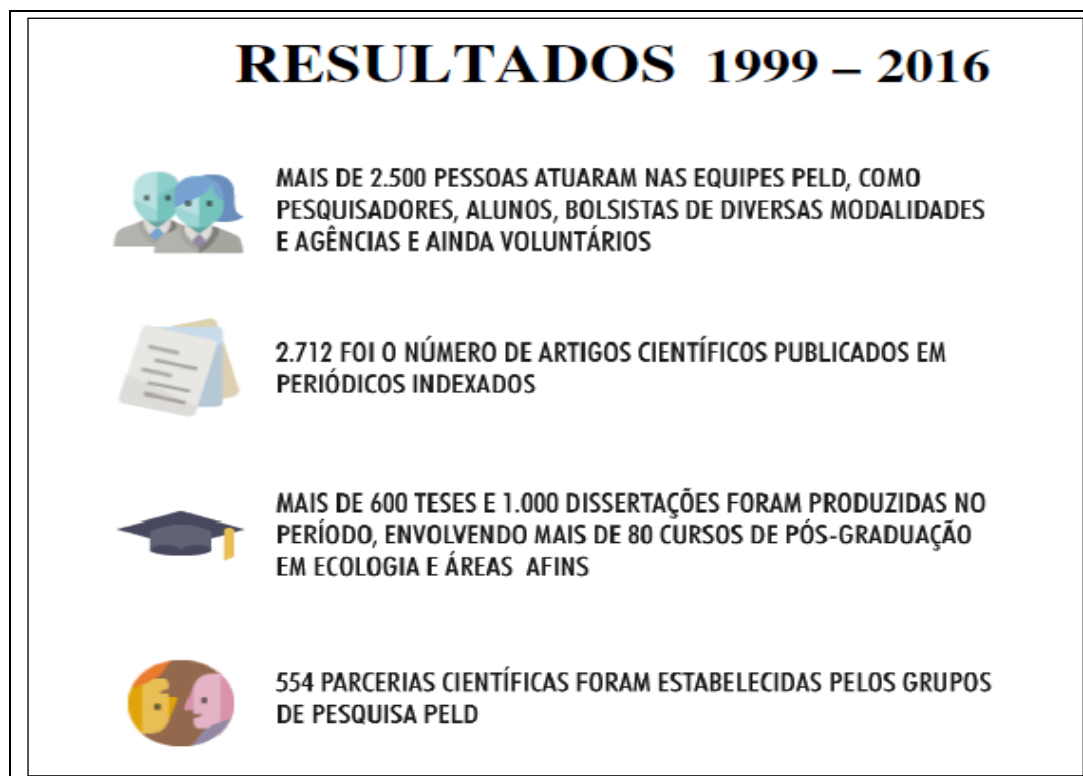 RESULTADOS 1999 – 2016
MAIS DE 2.500 PESSOAS ATUARAM NAS EQUIPES PELD, COMO
PESQUISADORES, ALUNOS, BOLSISTAS DE DIVERSAS MODALIDADES
E AGÊNCIAS E AINDA VOLUNTÁRIOS
2.712 FOI O NÚMERO DE ARTIGOS CIENTÍFICOS PUBLICADOS EM
PERIÓDICOS INDEXADOS
MAIS DE 600 TESES E 1.000 DISSERTAÇÕES FORAM PRODUZIDAS NO
PERÍODO, ENVOLVENDO MAIS DE 80 CURSOS DE PÓS-GRADUAÇÃO
EM ECOLOGIA E ÁREAS AFINS
554 PARCERIAS CIENTÍFICAS FORAM ESTABELECIDAS PELOS GRUPOS
DE PESQUISA PELD